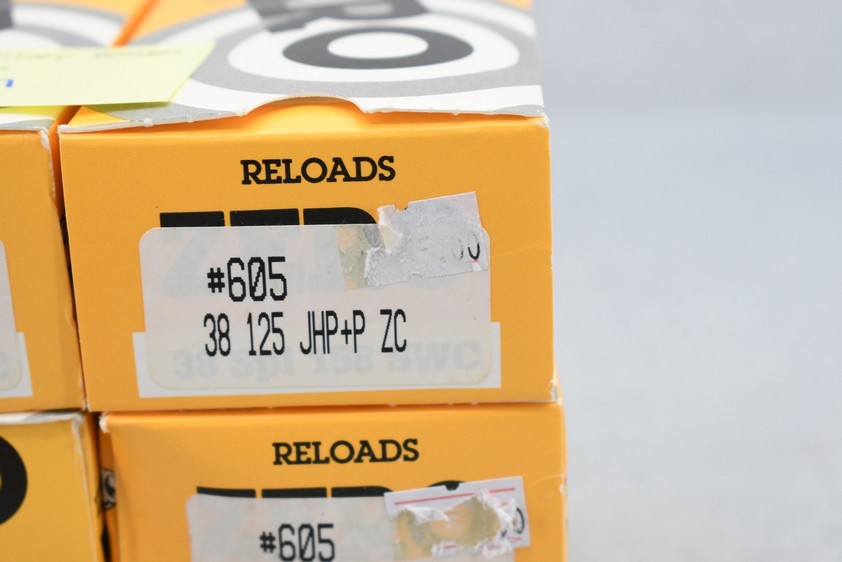 RELOADS
#605
38 125 JHP+P ZC
38 Spl 158 SWC
RELOADS
#605